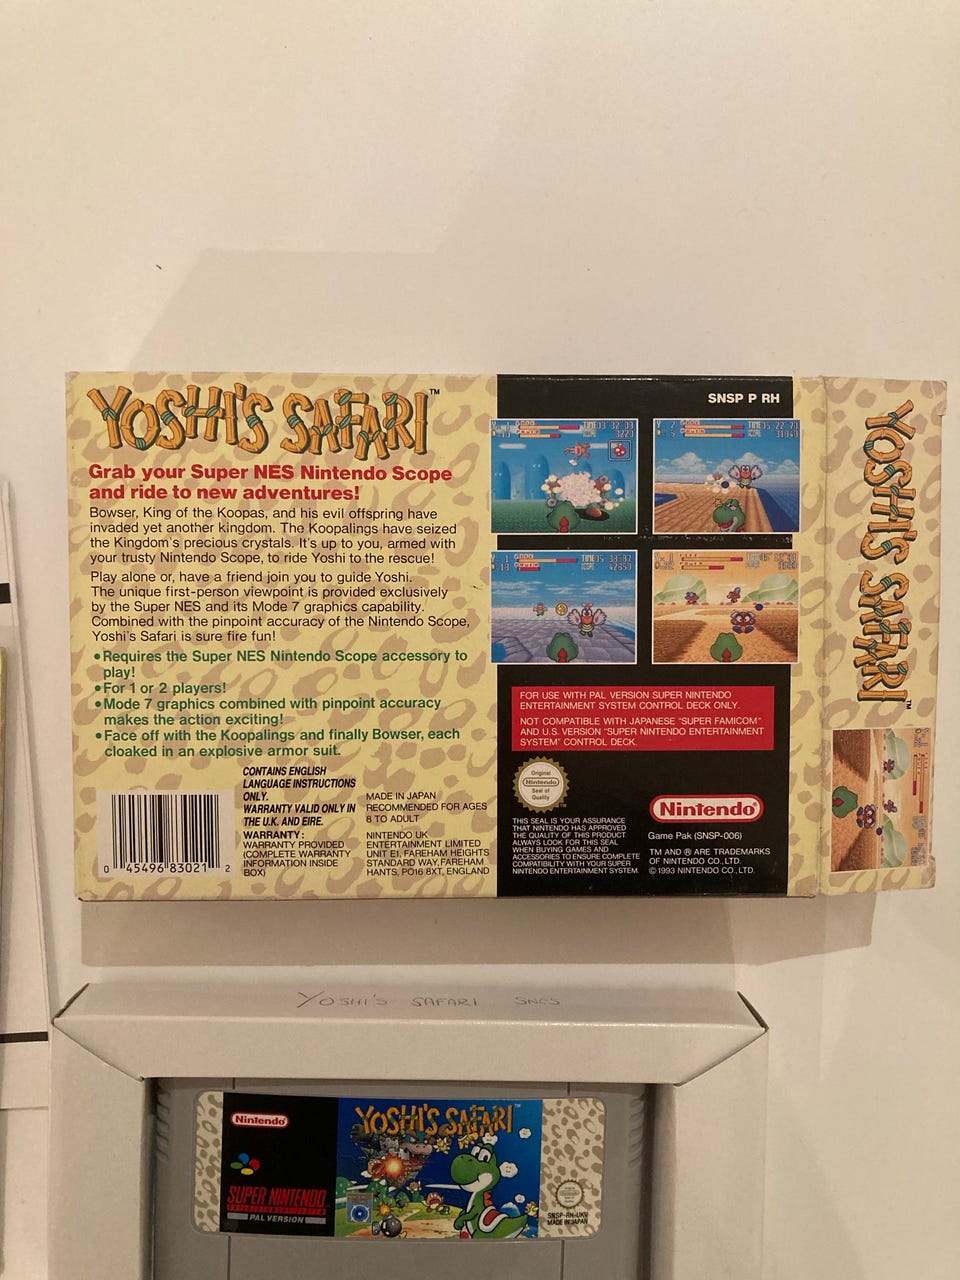 YOSHI'S SAFARI™
Grab your Super NES Nintendo Scope
and ride to new adventures!
Bowser, King of the Koopas, and his evil offspring have
invaded yet another kingdom. The Koopalings have seized
the Kingdom's precious crystals. It's up to you, armed with
your trusty Nintendo Scope, to ride Yoshi to the rescue!
Play alone or, have a friend join you to guide Yoshi.
The unique first-person viewpoint is provided exclusively
by the Super NES and its Mode 7 graphics capability.
Combined with the pinpoint accuracy of the Nintendo Scope,
Yoshi's Safari is sure fire fun!
•Requires the Super NES Nintendo Scope accessory to
play!
•For 1 or 2 players!
•Mode 7 graphics combined with pinpoint accuracy
makes the action exciting!
•Face off with the Koopalings and finally Bowser, each
cloaked in an explosive armor suit.
0 45496 83021 2
CONTAINS ENGLISH
LANGUAGE INSTRUCTIONS
ONLY.
WARRANTY VALID ONLY IN
THE U.K. AND EIRE.
WARRANTY:
WARRANTY PROVIDED
(COMPLETE WARRANTY
INFORMATION INSIDE
BOX)
MADE IN JAPAN
RECOMMENDED FOR AGES
8 TO ADULT
NINTENDO UK
ENTERTAINMENT LIMITED
UNIT E1, FAREHAM HEIGHTS
STANDARD WAY, FAREHAM
HANTS, PO16 8XT, ENGLAND
SNSP P RH
FOR USE WITH PAL VERSION SUPER NINTENDO
ENTERTAINMENT SYSTEM CONTROL DECK ONLY.
NOT COMPATIBLE WITH JAPANESE "SUPER FAMICOM"
AND U.S. VERSION "SUPER NINTENDO ENTERTAINMENT
SYSTEM" CONTROL DECK.
Original
Nintendo
Seal of
Quality
THIS SEAL IS YOUR ASSURANCE
THAT NINTENDO HAS APPROVED
THE QUALITY OF THIS PRODUCT.
ALWAYS LOOK FOR THIS SEAL
WHEN BUYING GAMES AND
ACCESSORIES TO ENSURE COMPLETE
COMPATIBILITY WITH YOUR SUPER
NINTENDO ENTERTAINMENT SYSTEM.
Nintendo®
Game Pak (SNSP-006)
TM AND ® ARE TRADEMARKS
OF NINTENDO CO., LTD.
©1993 NINTENDO CO., LTD.
YOSHI'S SAFARI™
YOSHI'S SAFARI SNES
Nintendo
SUPER NINTENDO
ENTERTAINMENT SYSTEM
PAL VERSION
YOSHI'S SAFARI™
SNSP-RH-UKV
MADE IN JAPAN